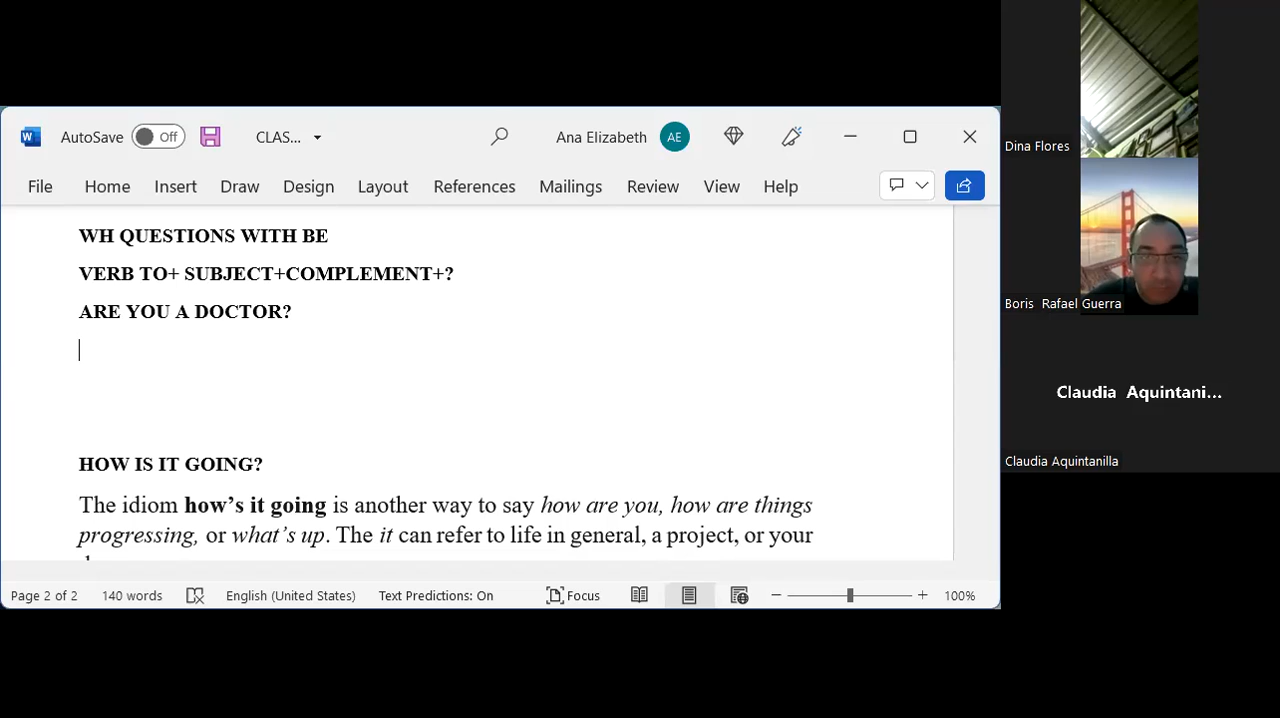 AutoSave Off CLAS... Ana Elizabeth AE
File Home Insert Draw Design Layout References Mailings Review View Help
WH QUESTIONS WITH BE
VERB TO+ SUBJECT+COMPLEMENT+?
ARE YOU A DOCTOR?
HOW IS IT GOING?
The idiom how’s it going is another way to say how are you, how are things
progressing, or what’s up. The it can refer to life in general, a project, or your
Page 2 of 2 140 words English (United States) Text Predictions: On Focus 100%
Dina Flores
Boris Rafael Guerra
Claudia Aquintani...
Claudia Aquintanilla